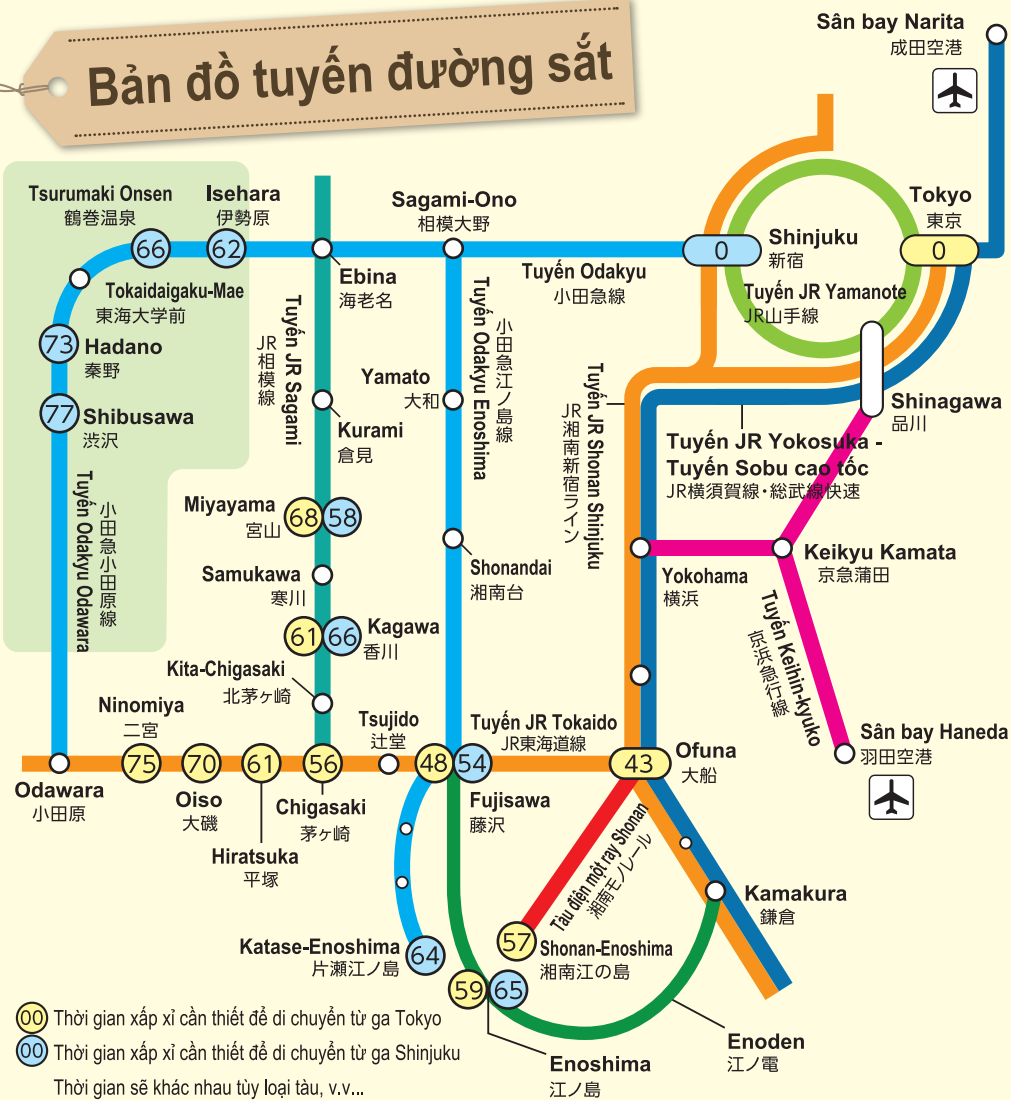 Bản đồ tuyến đường sắt
Sân bay Narita
成田空港
Tsurumaki Onsen
鶴巻温泉
66
Isehara
伊勢原
62
Sagami-Ono
相模大野
Tokyo
東京
0
Shinjuku
新宿
0
Ebina
海老名
Tuyến Odakyu
小田急線
Tuyến JR Yamanote
JR山手線
Tokaidaigaku-Mae
東海大学前
73
Hadano
秦野
77
Shibusawa
渋沢
Tuyến JR Sagami
JR相模線
Yamato
大和
Tuyến Odakyu Enoshima
小田急江ノ島線
Kurami
倉見
Tuyến JR Shonan Shinjuku
JR湘南新宿ライン
Shinagawa
品川
Tuyến JR Yokosuka -
Tuyến Sobu cao tốc
JR横須賀線・総武線快速
Tuyến Odakyu Odawara
小田急小田原線
Miyayama
宮山
68
58
Samukawa
寒川
Shonandai
湘南台
Yokohama
横浜
Keikyu Kamata
京急蒲田
Tuyến Keihin-kyuko
京浜急行線
61
66
Kagawa
香川
Kita-Chigasaki
北茅ヶ崎
Ninomiya
二宮
75
Tsujido
辻堂
Tuyến JR Tokaido
JR東海道線
Sân bay Haneda
羽田空港
Odawara
小田原
70
Oiso
大磯
61
Hiratsuka
平塚
56
Chigasaki
茅ヶ崎
48
54
Fujisawa
藤沢
43
Ofuna
大船
Tàu điện một ray Shonan
湘南モノレール
Kamakura
鎌倉
Katase-Enoshima
片瀬江ノ島
64
57
Shonan-Enoshima
湘南江の島
59
65
Enoshima
江ノ島
Enoden
江ノ電
00 Thời gian xấp xỉ cần thiết để di chuyển từ ga Tokyo
00 Thời gian xấp xỉ cần thiết để di chuyển từ ga Shinjuku
Thời gian sẽ khác nhau tùy loại tàu, v.v...